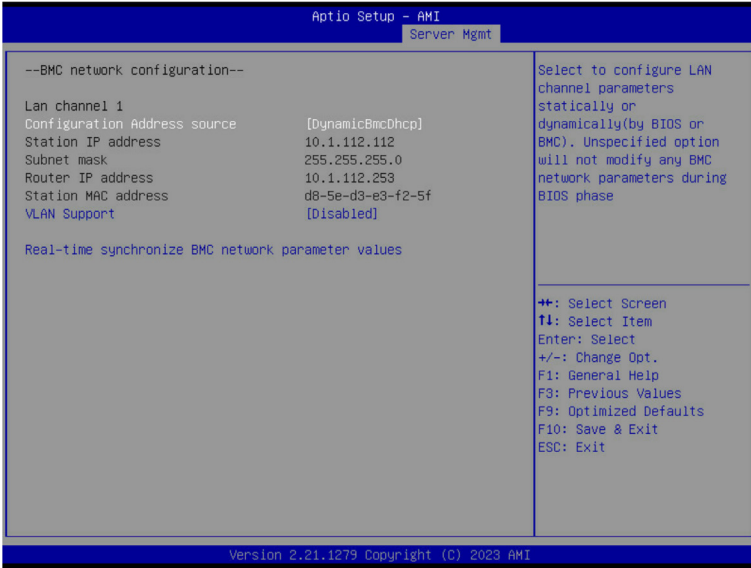 Aptio Setup - AMI
Server Mgmt
--BMC network configuration--
Lan channel 1
Configuration Address source [DynamicBmcDhcp]
Station IP address 10.1.112.112
Subnet mask 255.255.255.0
Router IP address 10.1.112.253
Station MAC address d8-5e-d3-e3-f2-5f
VLAN Support [Disabled]
Real-time synchronize BMC network parameter values
Select to configure LAN
channel parameters
statically or
dynamically(by BIOS or
BMC). Unspecified option
will not modify any BMC
network parameters during
BIOS phase
→←: Select Screen
↑↓: Select Item
Enter: Select
+/-: Change Opt.
F1: General Help
F3: Previous Values
F9: Optimized Defaults
F10: Save & Exit
ESC: Exit
Version 2.21.1279 Copyright (C) 2023 AMI